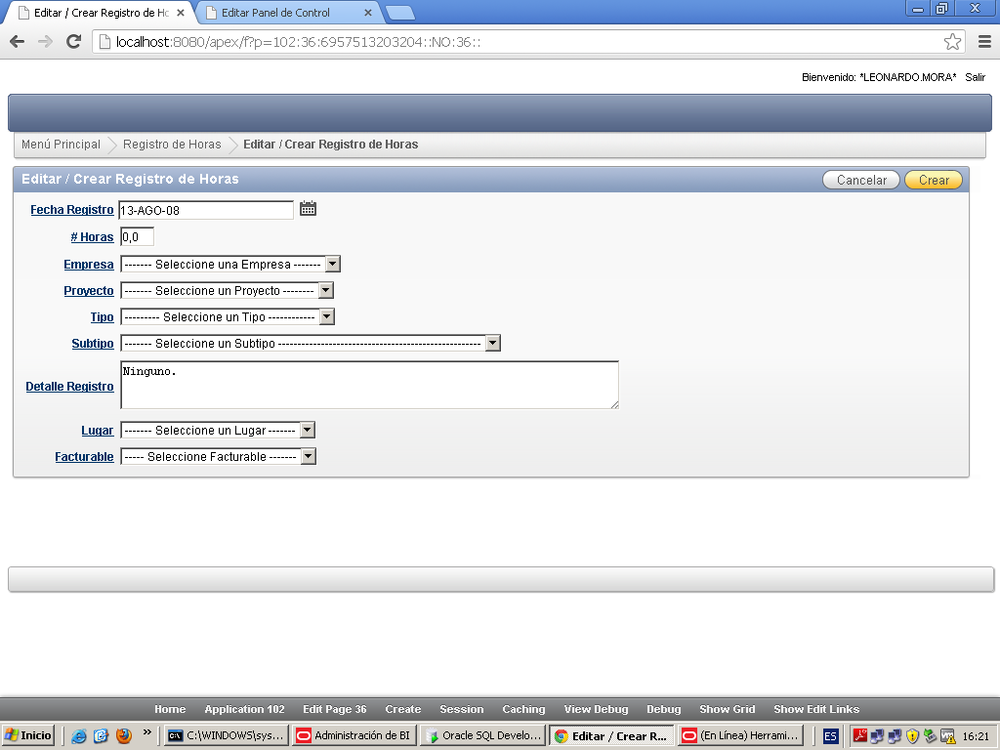 Editar / Crear Registro de Ho
Editar Panel de Control
localhost:8080/apex/f?p=102:36:6957513203204::NO:36::
Bienvenido: *LEONARDO.MORA* Salir
Menú Principal Registro de Horas Editar / Crear Registro de Horas
Editar / Crear Registro de Horas
Cancelar Crear
Fecha Registro 13-AGO-08
# Horas 0,0
Empresa ------- Seleccione una Empresa -------
Proyecto ------- Seleccione un Proyecto --------
Tipo --------- Seleccione un Tipo ------------
Subtipo ------- Seleccione un Subtipo ----------------------------------------------------
Detalle Registro Ninguno.
Lugar ------- Seleccione un Lugar -------
Facturable ----- Seleccione Facturable -------
Home Application 102 Edit Page 36 Create Session Caching View Debug Debug Show Grid Show Edit Links
Inicio » C:\WINDOWS\sys... Administración de BI Oracle SQL Develo... Editar / Crear R... (En Línea) Herrami... ES 16:21